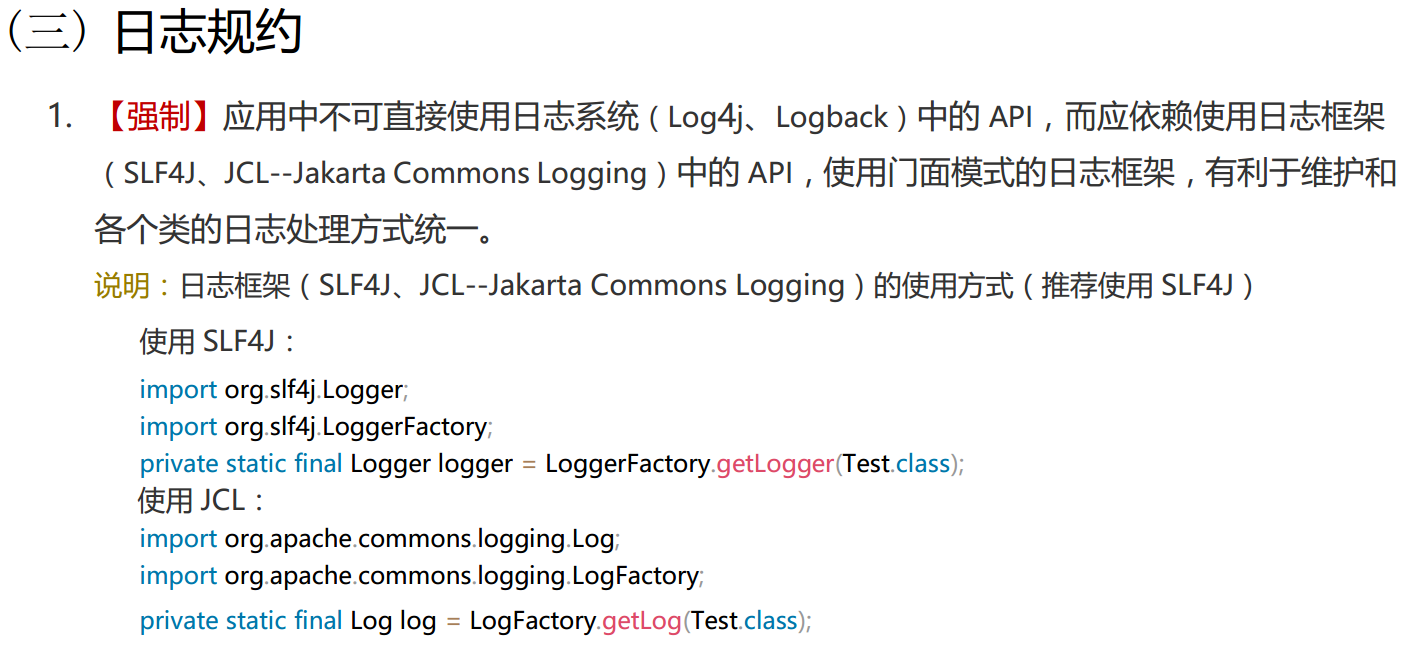 （三）日志规约
1. 【强制】应用中不可直接使用日志系统（Log4j、Logback）中的 API，而应依赖使用日志框架
（SLF4J、JCL--Jakarta Commons Logging）中的 API，使用门面模式的日志框架，有利于维护和
各个类的日志处理方式统一。
说明：日志框架（SLF4J、JCL--Jakarta Commons Logging）的使用方式（推荐使用 SLF4J）
使用 SLF4J：
import org.slf4j.Logger;
import org.slf4j.LoggerFactory;
private static final Logger logger = LoggerFactory.getLogger(Test.class);
使用 JCL：
import org.apache.commons.logging.Log;
import org.apache.commons.logging.LogFactory;
private static final Log log = LogFactory.getLog(Test.class);